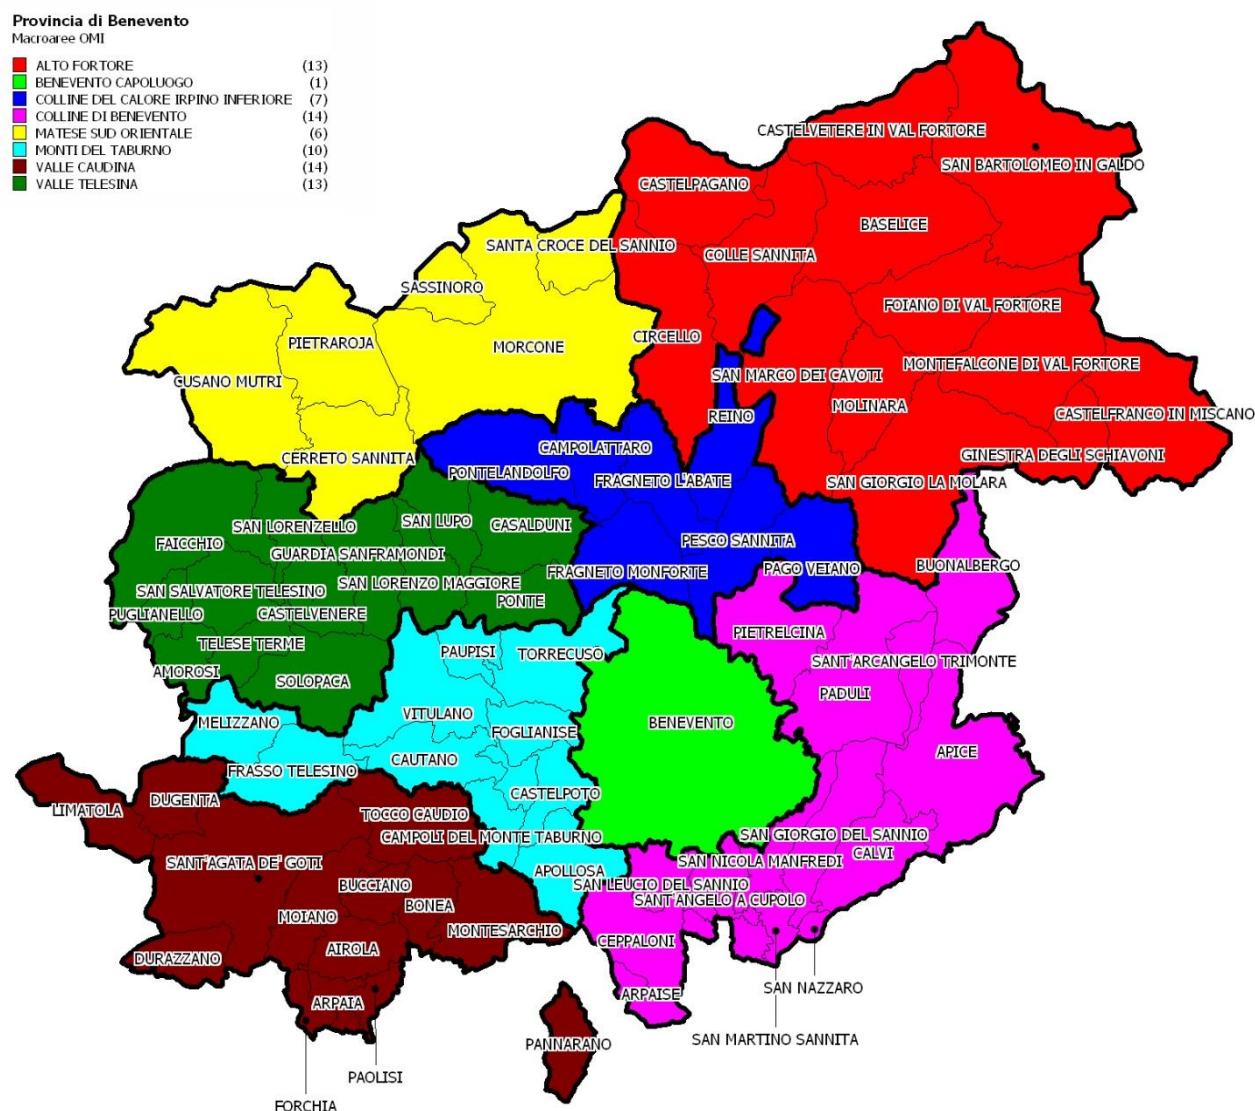 Provincia di Benevento
Macroaree OMI
ALTO FORTORE (13)
BENEVENTO CAPOLUOGO (1)
COLLINE DEL CALORE IRPINO INFERIORE (7)
COLLINE DI BENEVENTO (14)
MATESE SUD ORIENTALE (6)
MONTI DEL TABURNO (10)
VALLE CAUDINA (14)
VALLE TELESINA (13)
CASTELVETERE IN VAL FORTORE
SAN BARTOLOMEO IN GALDO
CASTELPAGANO
BASELICE
SANTA CROCE DEL SANNIO
COLLE SANNITA
SASSINORO
FOIANO DI VAL FORTORE
CIRCELLO
PIETRAROJA
MORCONE
MONTEFALCONE DI VAL FORTORE
SAN MARCO DEI CAVOTI
CUSANO MUTRI
MOLINARA
CASTELFRANCO IN MISCANO
REINO
CAMPOLATTARO
GINESTRA DEGLI SCHIAVONI
CERRETO SANNITA
PONTELANDOLFO
FRAGNETO L'ABATE
SAN GIORGIO LA MOLARA
SAN LORENZELLO
SAN LUPO
CASALDUNI
FAICCHIO
GUARDIA SANFRAMONDI
PESCO SANNITA
PAGO VEIANO
BUONALBERGO
FRAGNETO MONFORTE
SAN LORENZO MAGGIORE
SAN SALVATORE TELESINO
PONTE
PUGLIANELLO
CASTELVENERE
PIETRELCINA
TELESE TERME
PAUPISI
TORRECUSO
SANT'ARCANGELO TRIMONTE
AMOROSI
SOLOPACA
PADULI
VITULANO
MELIZZANO
BENEVENTO
FOGLIANISE
APICE
CAUTANO
FRASSO TELESINO
CASTELPOTO
DUGENTA
LIMATOLA
TOCCO CAUDIO
CAMPOLI DEL MONTE TABURNO
SAN GIORGIO DEL SANNIO
CALVI
SANT'AGATA DE' GOTI
SAN NICOLA MANFREDI
APOLLOSA
BUCCIANO
SAN LEUCIO DEL SANNIO
SANT'ANGELO A CUPOLO
BONEA
MOIANO
MONTESARCHIO
CEPPALONI
AIROLA
DURAZZANO
SAN NAZZARO
ARPAISE
ARPAIA
SAN MARTINO SANNITA
PANNARANO
PAOLISI
FORCHIA